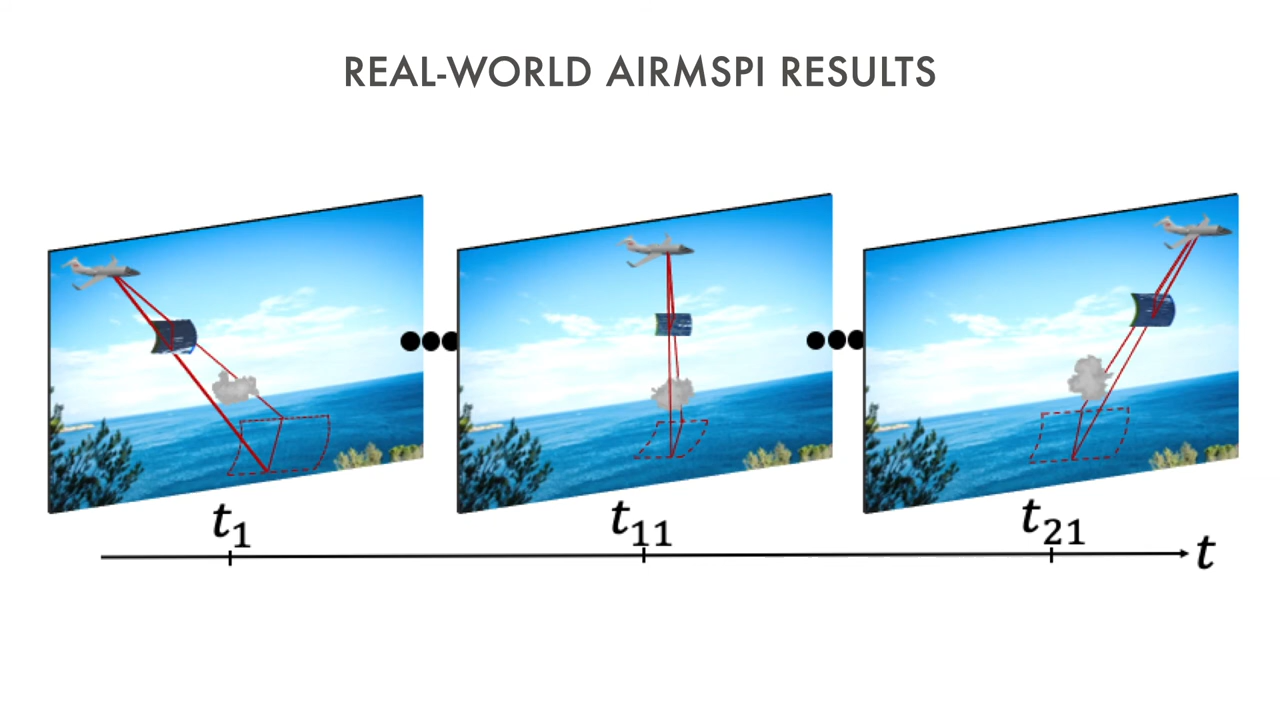 REAL-WORLD AIRMSPI RESULTS
t₁
t₁₁
t₂₁
t